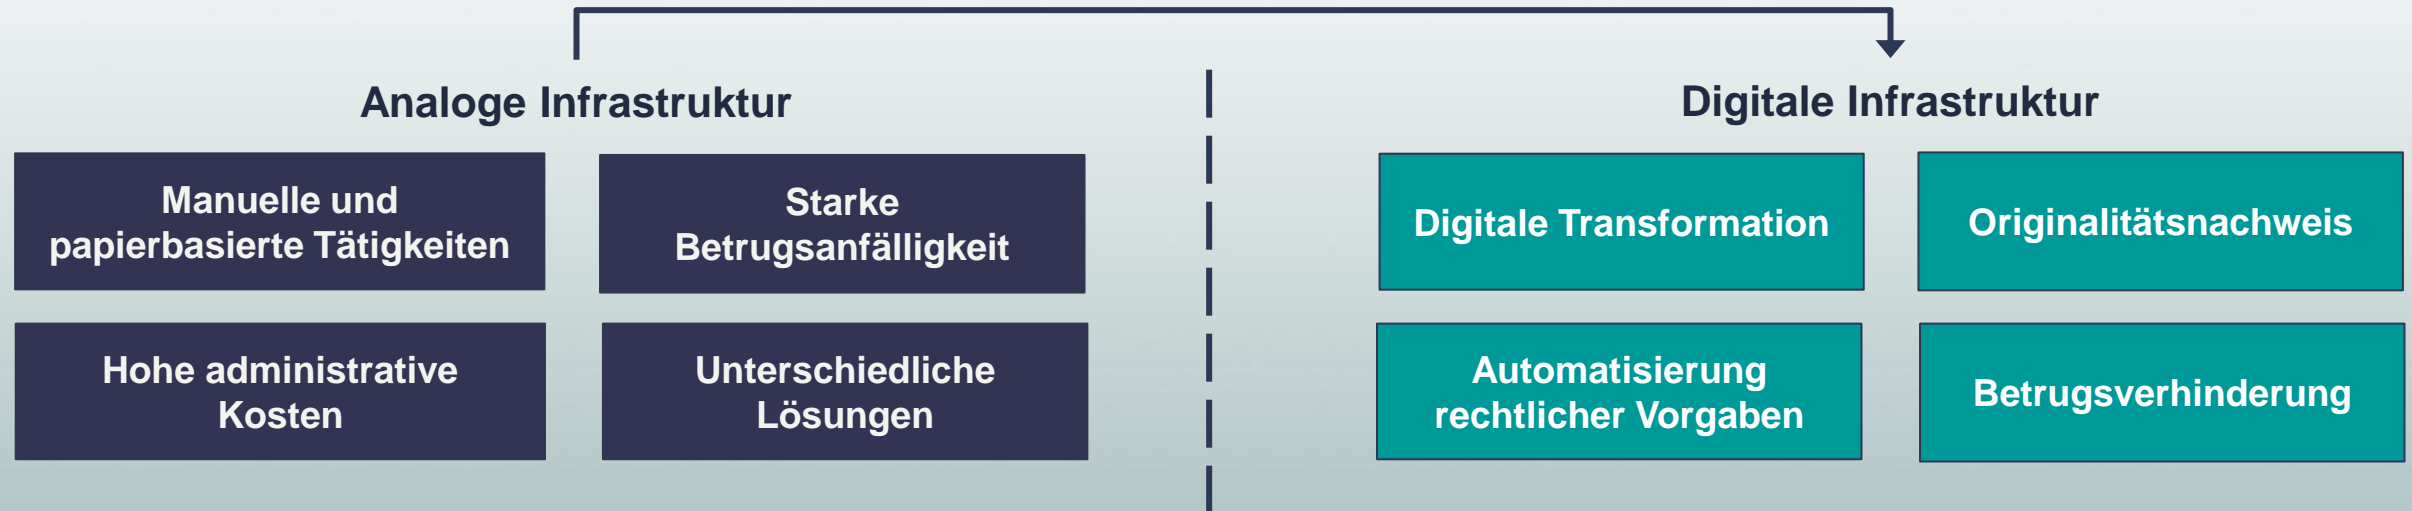 Analoge Infrastruktur
Manuelle und
papierbasierte Tätigkeiten
Starke
Betrugsanfälligkeit
Hohe administrative
Kosten
Unterschiedliche
Lösungen
Digitale Infrastruktur
Digitale Transformation
Originalitätsnachweis
Automatisierung
rechtlicher Vorgaben
Betrugsverhinderung